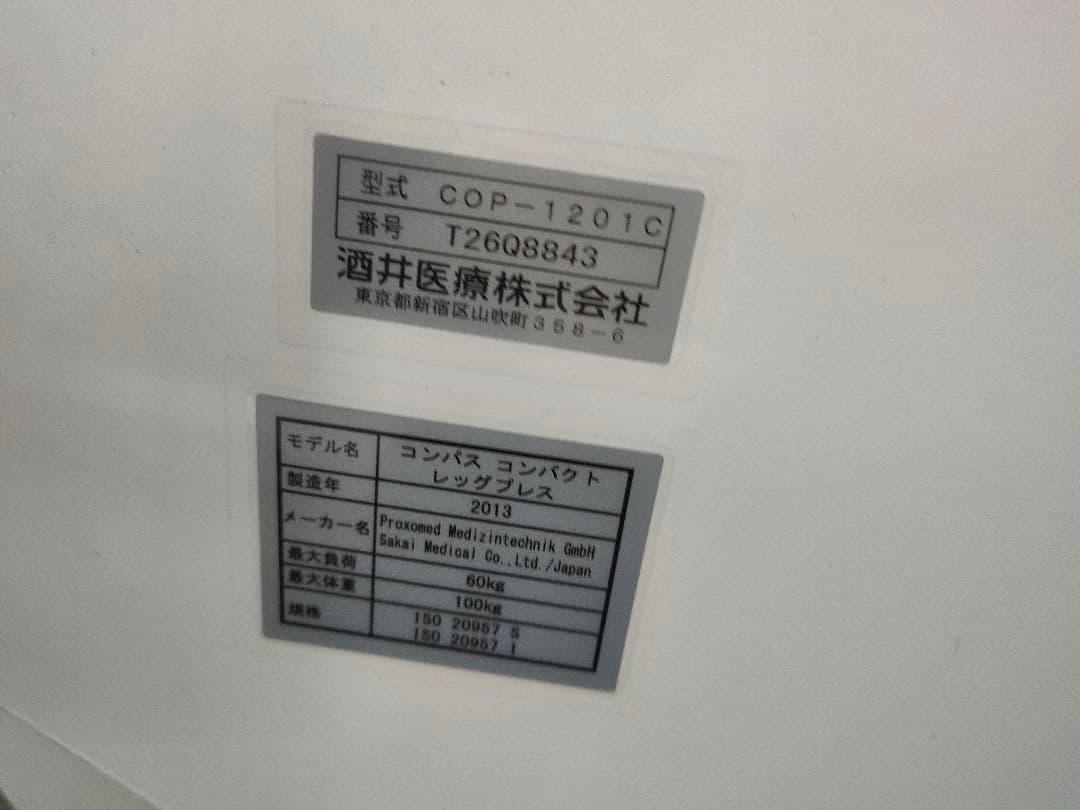 型式 COP-1201C
番号 T26Q8843
酒井医療株式会社
東京都新宿区山吹町358-6
モデル名 コンパス コンパクト
レッグプレス
製造年 2013
メーカー名 Proxomed Medizintechnik GmbH
Sakai Medical Co.,Ltd./Japan
最大負荷 60kg
最大体重 100kg
規格 ISO 20957 S
ISO 20957 I